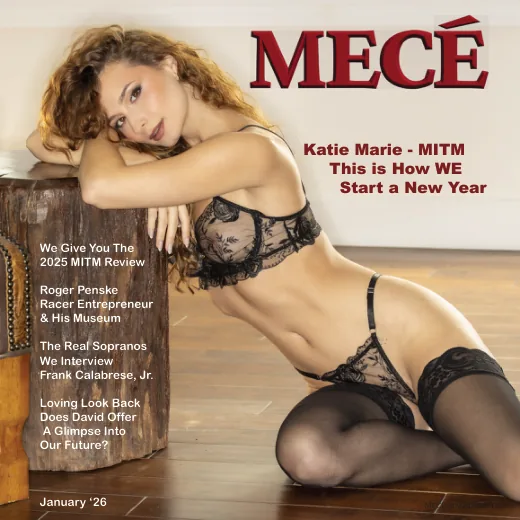 MECÉ
Katie Marie - MITM
This is How WE
Start a New Year
We Give You The
2025 MITM Review
Roger Penske
Racer Entrepreneur
& His Museum
The Real Sopranos
We Interview
Frank Calabrese, Jr.
Loving Look Back
Does David Offer
A Glimpse Into
Our Future?
January ‘26